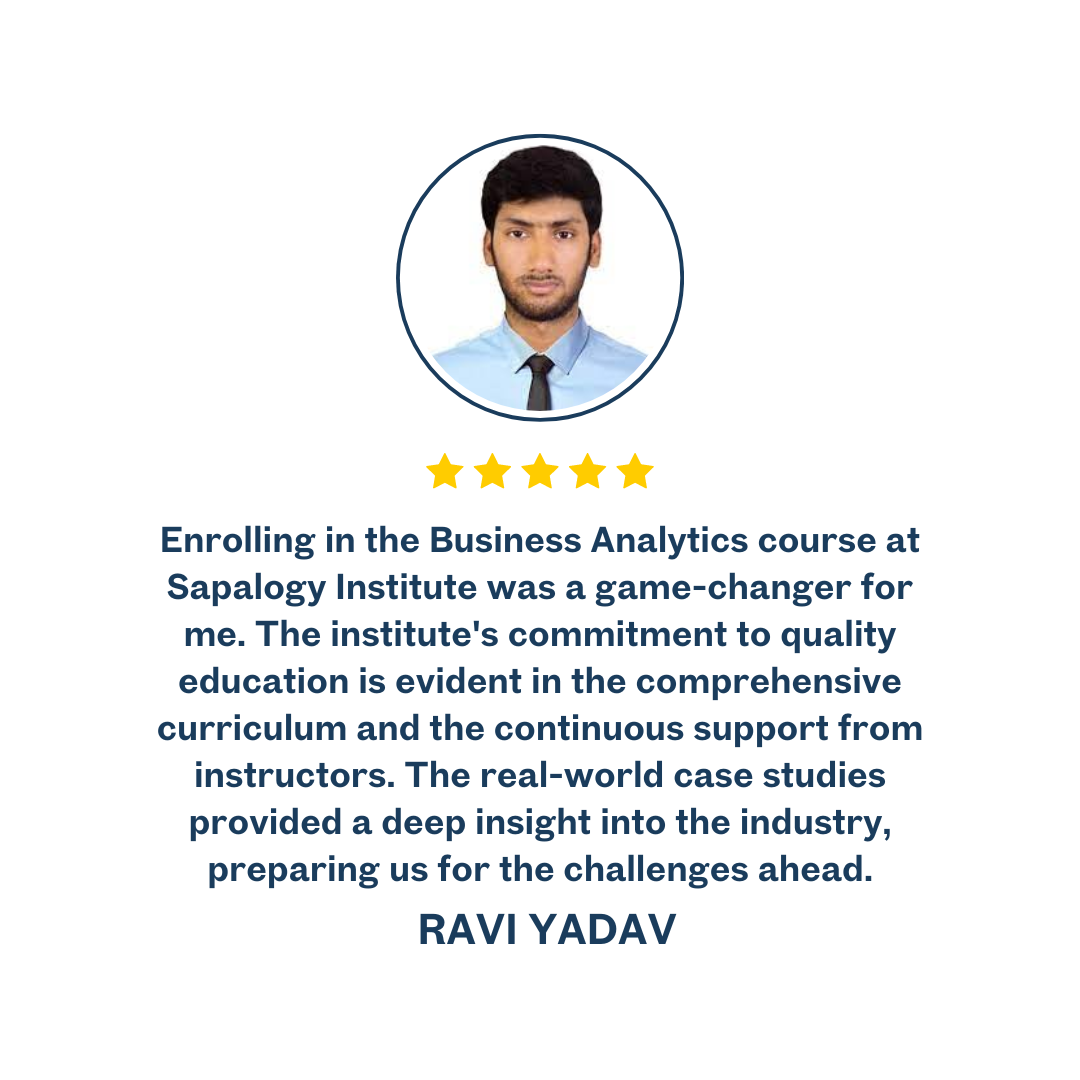 Enrolling in the Business Analytics course at
Sapalogy Institute was a game-changer for
me. The institute's commitment to quality
education is evident in the comprehensive
curriculum and the continuous support from
instructors. The real-world case studies
provided a deep insight into the industry,
preparing us for the challenges ahead.
RAVI YADAV